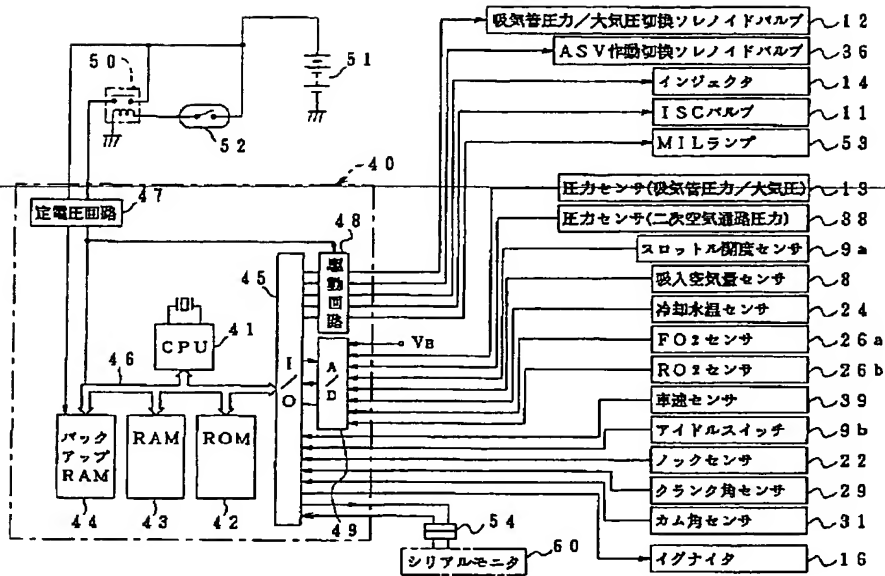 吸気管圧力/大気圧切換ソレノイドバルブ 12
ASV作動切換ソレノイドバルブ 36
インジェクタ 14
ISCバルブ 11
MILランプ 53
50
51
52
40
定電圧回路 47
圧力センサ(吸気管圧力/大気圧) 13
圧力センサ(二次空気通路圧力) 38
スロットル開度センサ 9a
吸入空気量センサ 8
冷却水温センサ 24
FO2センサ 26a
RO2センサ 26b
車速センサ 39
アイドルスイッチ 9b
ノックセンサ 22
クランク角センサ 29
カム角センサ 31
イグナイタ 16
48
駆動回路
45
I/O
VB
A/D
49
CPU 41
46
バックアップRAM
44
RAM
43
ROM
42
54
シリアルモニタ 60